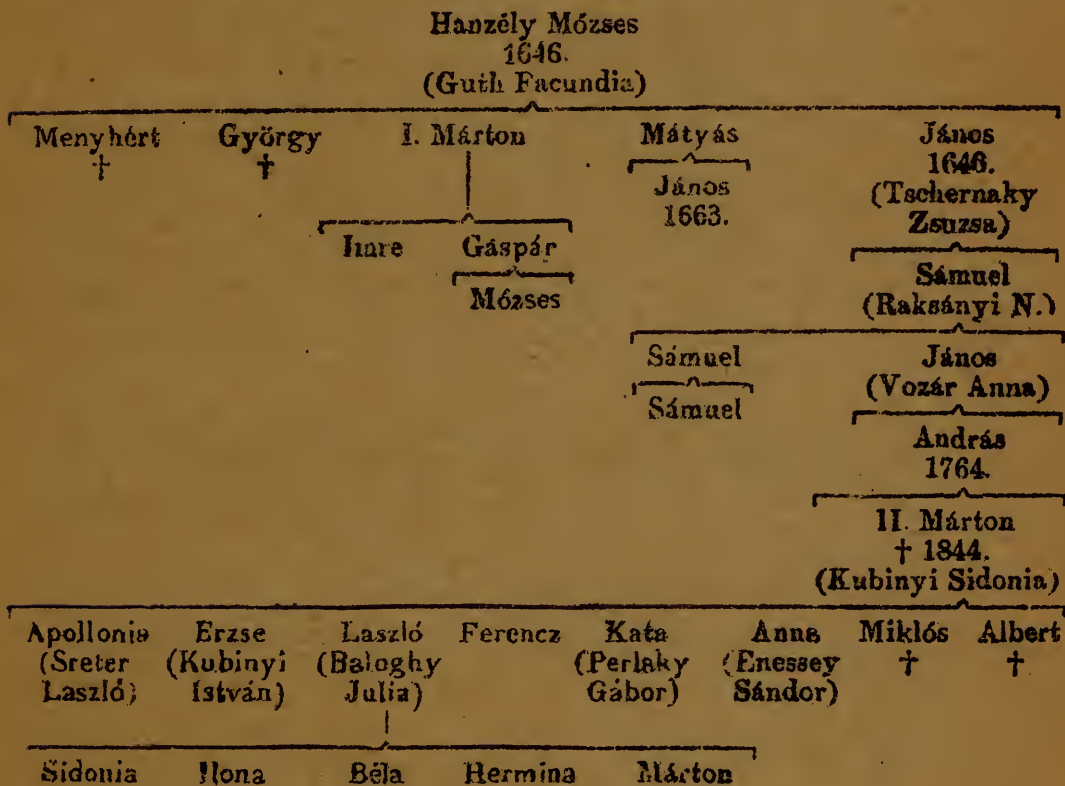 Hanzély Mózses
1646.
(Guth Facundia)
Menyhért György I. Márton Mátyás János
† † János 1646.
1663. (Tschernaky
Zsuzsa)
Imre Gáspár Sámuel
Mózses (Raksányi N.)
Sámuel János
(Vozár Anna)
Sámuel András
1764.
II. Márton
† 1844.
(Kubinyi Sidonia)
Apollonia Erzse Laszló Ferencz Kata Anna Miklós Albert
(Sreter (Kubinyi (Baloghy (Perlaky (Enessey † †
Laszló) István) Julia) Gábor) Sándor)
Sidonia Ilona Béla Hermina Márton